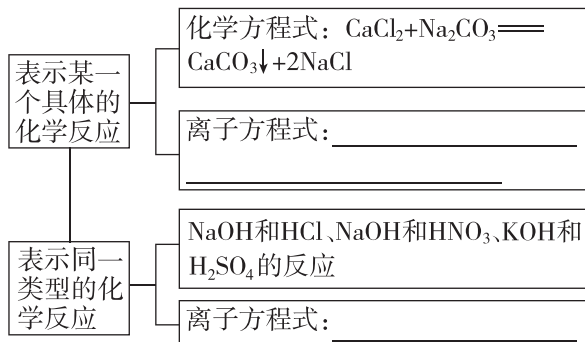 化学方程式：CaCl₂+Na₂CO₃══
CaCO₃↓+2NaCl
表示某一
个具体的
化学反应
离子方程式：
NaOH和HCl、NaOH和HNO₃、KOH和
H₂SO₄的反应
表示同一
类型的化
学反应
离子方程式：